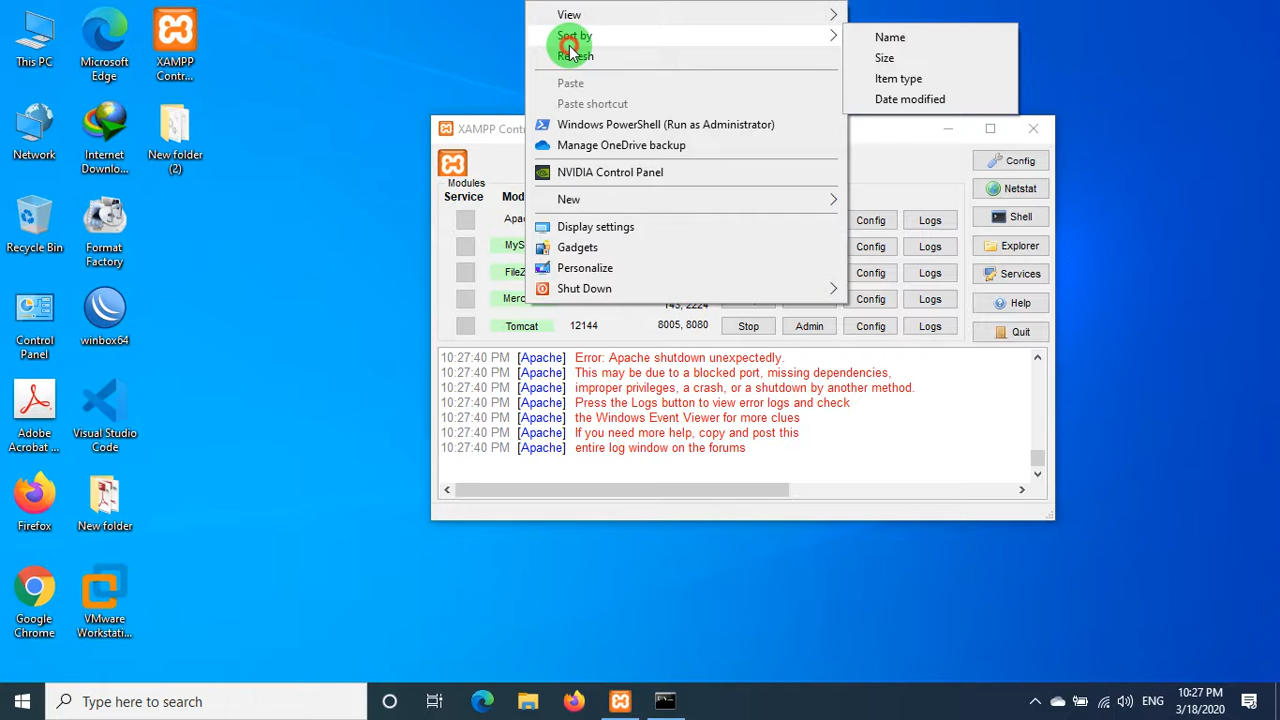 This PC
Microsoft
Edge
XAMPP
Contr...
Network
Internet
Downlo...
New folder
(2)
Recycle Bin
Format
Factory
Control
Panel
winbox64
Adobe
Acrobat ...
Visual Studio
Code
Firefox
New folder
Google
Chrome
VMware
Workstati...
View
Sort by
Refresh
Paste
Paste shortcut
Windows PowerShell (Run as Administrator)
Manage OneDrive backup
NVIDIA Control Panel
New
Display settings
Gadgets
Personalize
Shut Down
Name
Size
Item type
Date modified
XAMPP Cont
Modules
Service
Mod
Apac
MyS
FileZ
Merc
143, 2224
Tomcat 12144 8005, 8080 Stop Admin Config Logs
Config Logs
Config Logs
Config Logs
Config Logs
Config
Netstat
Shell
Explorer
Services
Help
Quit
10:27:40 PM [Apache] Error: Apache shutdown unexpectedly.
10:27:40 PM [Apache] This may be due to a blocked port, missing dependencies,
10:27:40 PM [Apache] improper privileges, a crash, or a shutdown by another method.
10:27:40 PM [Apache] Press the Logs button to view error logs and check
10:27:40 PM [Apache] the Windows Event Viewer for more clues
10:27:40 PM [Apache] If you need more help, copy and post this
10:27:40 PM [Apache] entire log window on the forums
Type here to search
ENG
10:27 PM
3/18/2020